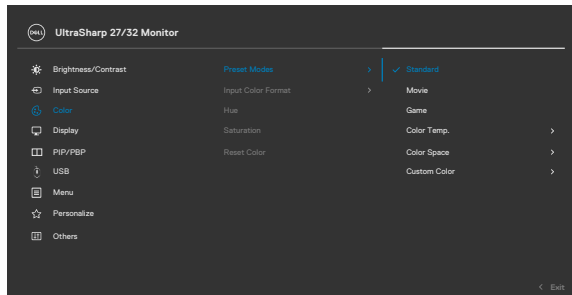 DELL UltraSharp 27/32 Monitor
Brightness/Contrast Preset Modes > ✓ Standard
Input Source Input Color Format > Movie
Color Hue Game
Display Saturation Color Temp. >
PIP/PBP Reset Color Color Space >
USB Custom Color >
Menu
Personalize
Others
< Exit